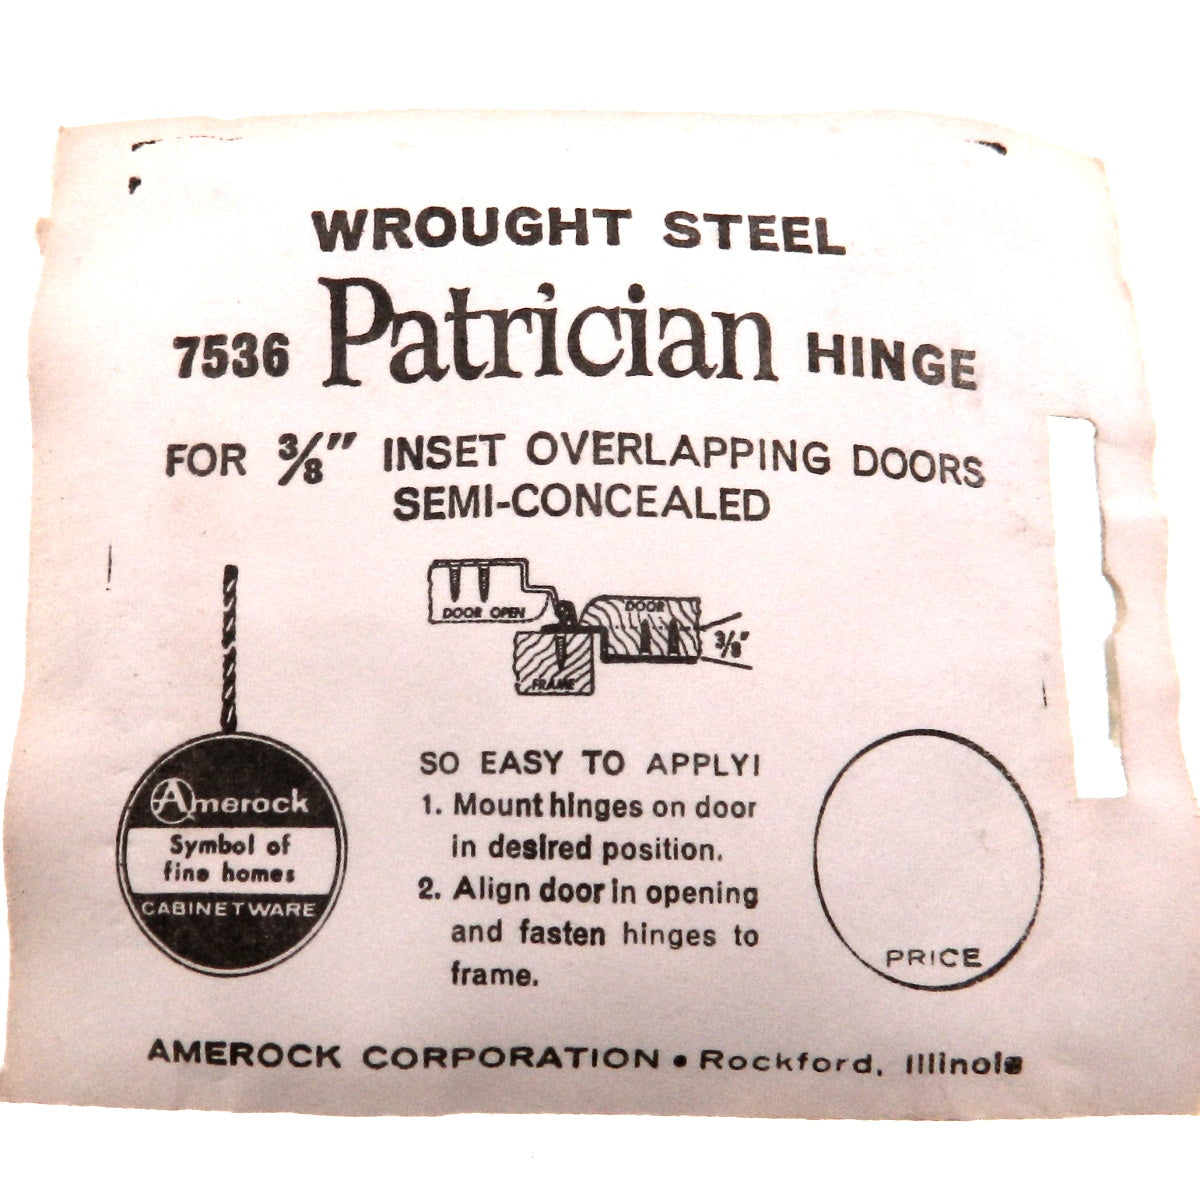 WROUGHT STEEL
7536 Patrician HINGE
FOR 3/8" INSET OVERLAPPING DOORS
SEMI-CONCEALED
DOOR OPEN
DOOR
3/8"
FRAME
Amerock
Symbol of
fine homes
CABINETWARE
SO EASY TO APPLY!
1. Mount hinges on door
in desired position.
2. Align door in opening
and fasten hinges to
frame.
PRICE
AMEROCK CORPORATION • Rockford, Illinois